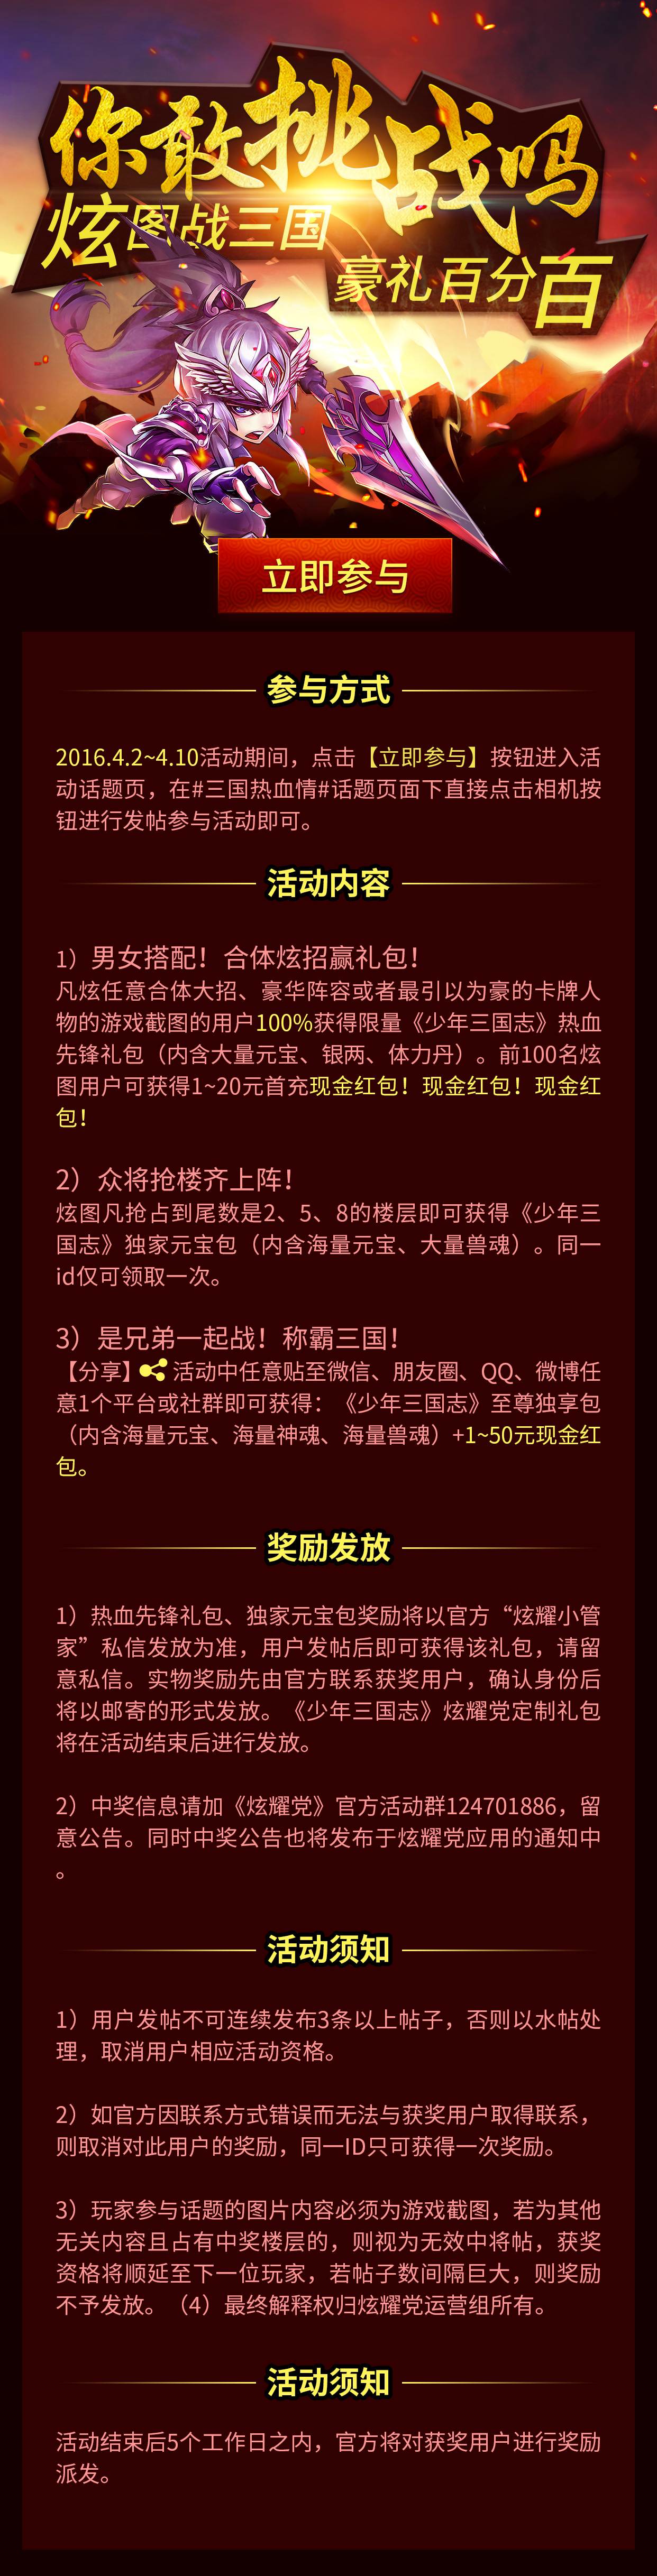 你敢挑战吗
炫图战三国
豪礼百分百
立即参与
参与方式
2016.4.2~4.10活动期间，点击【立即参与】按钮进入活
动话题页，在#三国热血情#话题页面下直接点击相机按
钮进行发帖参与活动即可。
活动内容
1）男女搭配！合体炫招赢礼包！
凡炫任意合体大招、豪华阵容或者最引以为豪的卡牌人
物的游戏截图的用户100%获得限量《少年三国志》热血
先锋礼包（内含大量元宝、银两、体力丹）。前100名炫
图用户可获得1~20元首充现金红包！现金红包！现金红
包！
2）众将抢楼齐上阵！
炫图凡抢占到尾数是2、5、8的楼层即可获得《少年三
国志》独家元宝包（内含海量元宝、大量兽魂）。同一
id仅可领取一次。
3）是兄弟一起战！称霸三国！
【分享】 活动中任意贴至微信、朋友圈、QQ、微博任
意1个平台或社群即可获得：《少年三国志》至尊独享包
（内含海量元宝、海量神魂、海量兽魂）+1~50元现金红
包。
奖励发放
1）热血先锋礼包、独家元宝包奖励将以官方“炫耀小管
家”私信发放为准，用户发帖后即可获得该礼包，请留
意私信。实物奖励先由官方联系获奖用户，确认身份后
将以邮寄的形式发放。《少年三国志》炫耀党定制礼包
将在活动结束后进行发放。
2）中奖信息请加《炫耀党》官方活动群124701886，留
意公告。同时中奖公告也将发布于炫耀党应用的通知中
。
活动须知
1）用户发帖不可连续发布3条以上帖子，否则以水帖处
理，取消用户相应活动资格。
2）如官方因联系方式错误而无法与获奖用户取得联系，
则取消对此用户的奖励，同一ID只可获得一次奖励。
3）玩家参与话题的图片内容必须为游戏截图，若为其他
无关内容且占有中奖楼层的，则视为无效中将帖，获奖
资格将顺延至下一位玩家，若帖子数间隔巨大，则奖励
不予发放。（4）最终解释权归炫耀党运营组所有。
活动须知
活动结束后5个工作日之内，官方将对获奖用户进行奖励
派发。